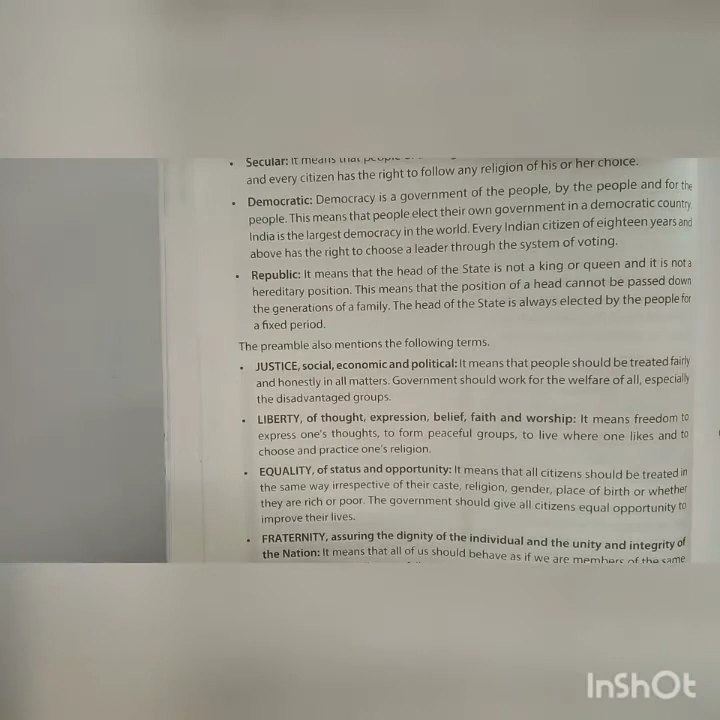 • Secular: It means that people
and every citizen has the right to follow any religion of his or her choice.
• Democratic: Democracy is a government of the people, by the people and for the
people. This means that people elect their own government in a democratic country.
India is the largest democracy in the world. Every Indian citizen of eighteen years and
above has the right to choose a leader through the system of voting.
• Republic: It means that the head of the State is not a king or queen and it is not a
hereditary position. This means that the position of a head cannot be passed down
the generations of a family. The head of the State is always elected by the people for
a fixed period.
The preamble also mentions the following terms.
• JUSTICE, social, economic and political: It means that people should be treated fairly
and honestly in all matters. Government should work for the welfare of all, especially
the disadvantaged groups.
• LIBERTY, of thought, expression, belief, faith and worship: It means freedom to
express one's thoughts, to form peaceful groups, to live where one likes and to
choose and practice one's religion.
• EQUALITY, of status and opportunity: It means that all citizens should be treated in
the same way irrespective of their caste, religion, gender, place of birth or whether
they are rich or poor. The government should give all citizens equal opportunity to
improve their lives.
• FRATERNITY, assuring the dignity of the individual and the unity and integrity of
the Nation: It means that all of us should behave as if we are members of the same
InShOt